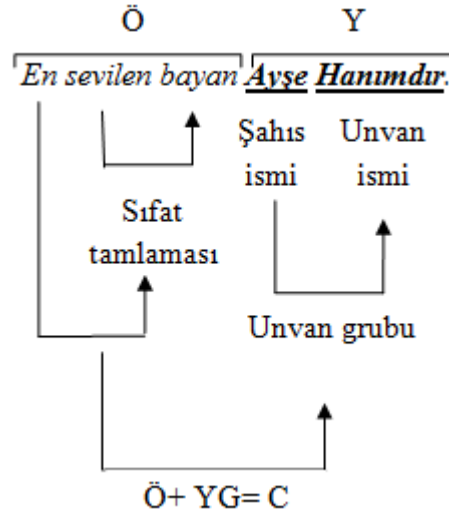 Ö Y
En sevilen bayan Ayşe Hanımdır.
Şahıs ismi
Unvan ismi
Sıfat tamlaması
Unvan grubu
Ö+ YG= C